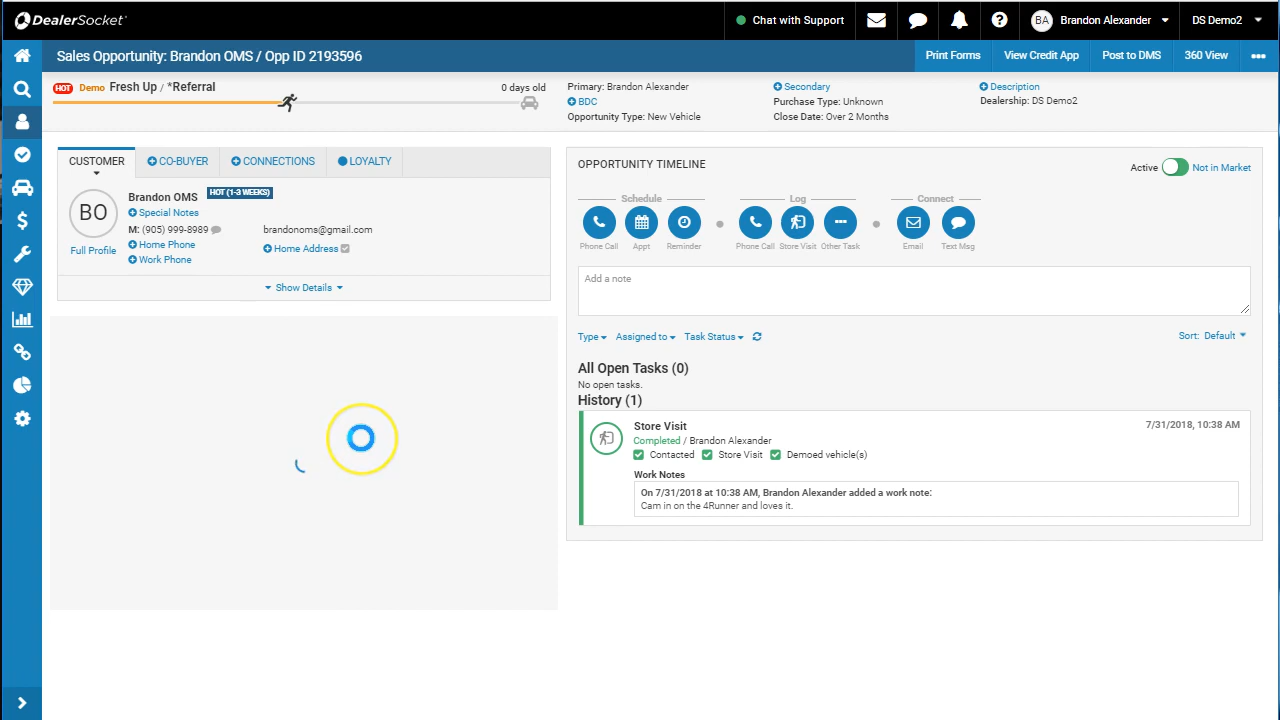 DealerSocket
Chat with Support
BA Brandon Alexander
DS Demo2
Sales Opportunity: Brandon OMS / Opp ID 2193596
Print Forms
View Credit App
Post to DMS
360 View
HOT Demo Fresh Up / *Referral
0 days old
Primary: Brandon Alexander
BDC
Opportunity Type: New Vehicle
Secondary
Purchase Type: Unknown
Close Date: Over 2 Months
Description
Dealership: DS Demo2
CUSTOMER
CO-BUYER
CONNECTIONS
LOYALTY
BO
Full Profile
Brandon OMS HOT (1-3 WEEKS)
Special Notes
M: (905) 999-8989
Home Phone
Work Phone
brandonoms@gmail.com
Home Address
Show Details
OPPORTUNITY TIMELINE
Active Not in Market
Schedule
Phone Call
Appt
Reminder
Log
Phone Call
Store Visit
Other Task
Connect
Email
Text Msg
Add a note
Type
Assigned to
Task Status
Sort: Default
All Open Tasks (0)
No open tasks.
History (1)
Store Visit
7/31/2018, 10:38 AM
Completed / Brandon Alexander
Contacted Store Visit Demoed vehicle(s)
Work Notes
On 7/31/2018 at 10:38 AM, Brandon Alexander added a work note:
Cam in on the 4Runner and loves it.